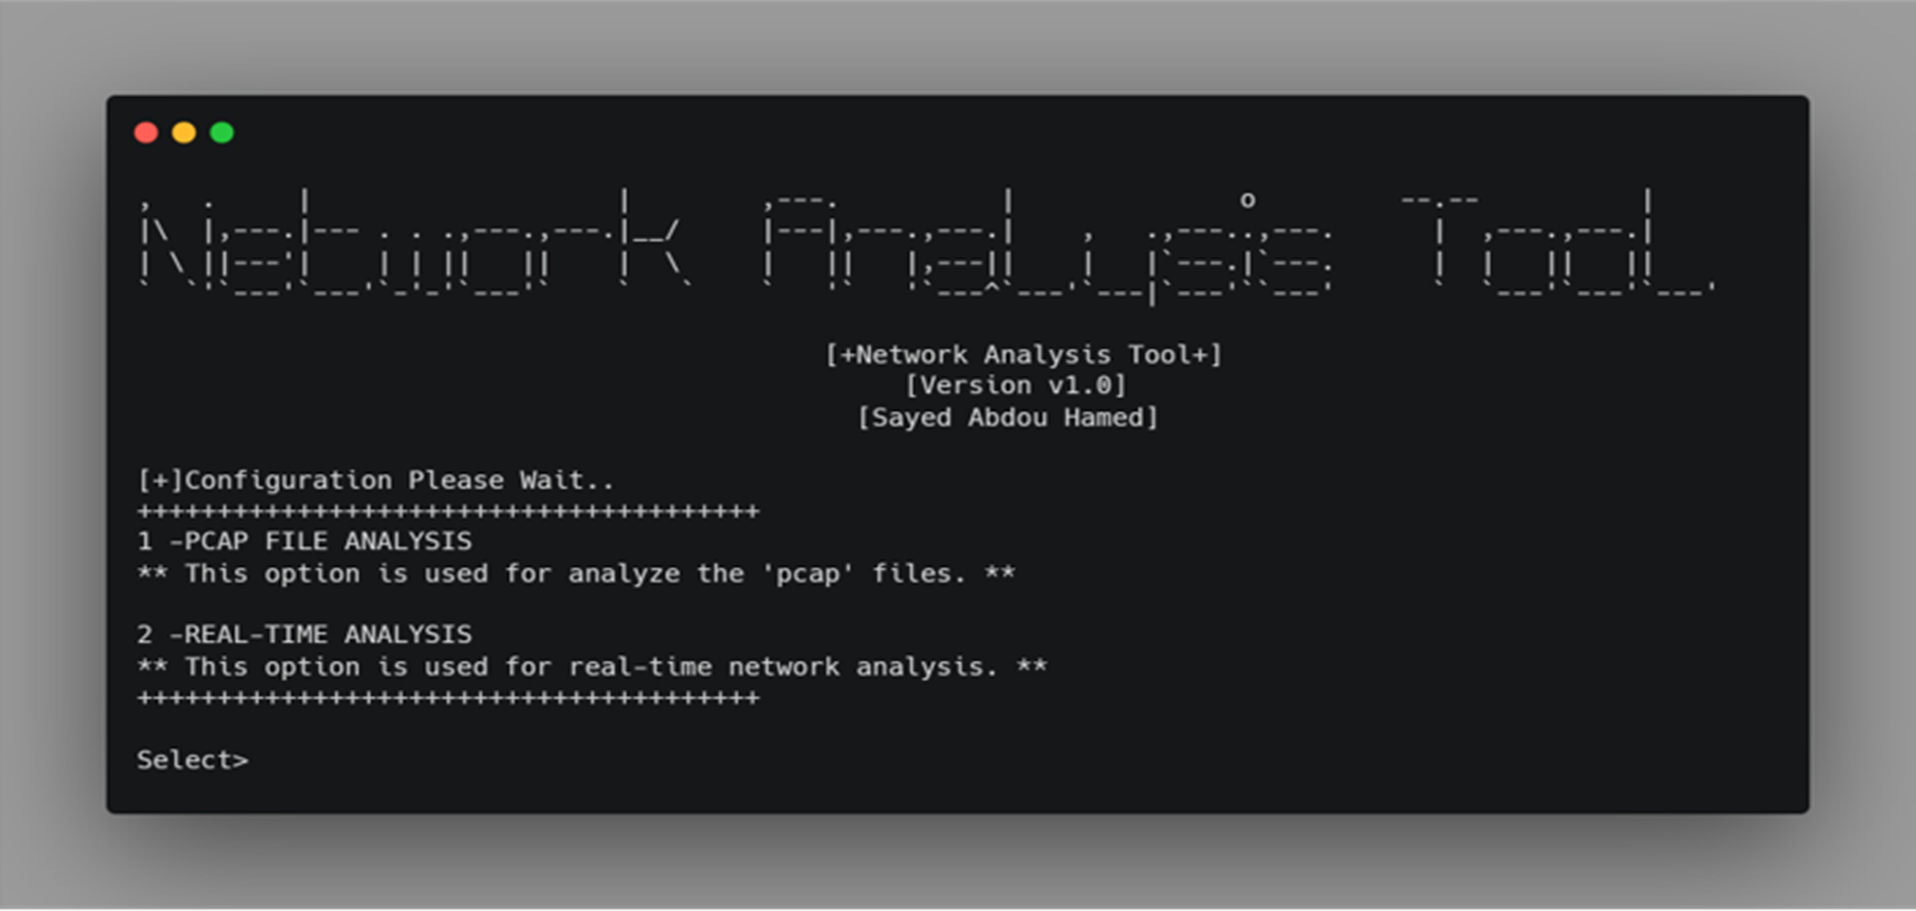 Network Analysis Tool
[+Network Analysis Tool+]
[Version v1.0]
[Sayed Abdou Hamed]
[+]Configuration Please Wait..
+++++++++++++++++++++++++++++++++++++++
1 -PCAP FILE ANALYSIS
** This option is used for analyze the 'pcap' files. **
2 -REAL-TIME ANALYSIS
** This option is used for real-time network analysis. **
+++++++++++++++++++++++++++++++++++++++
Select>